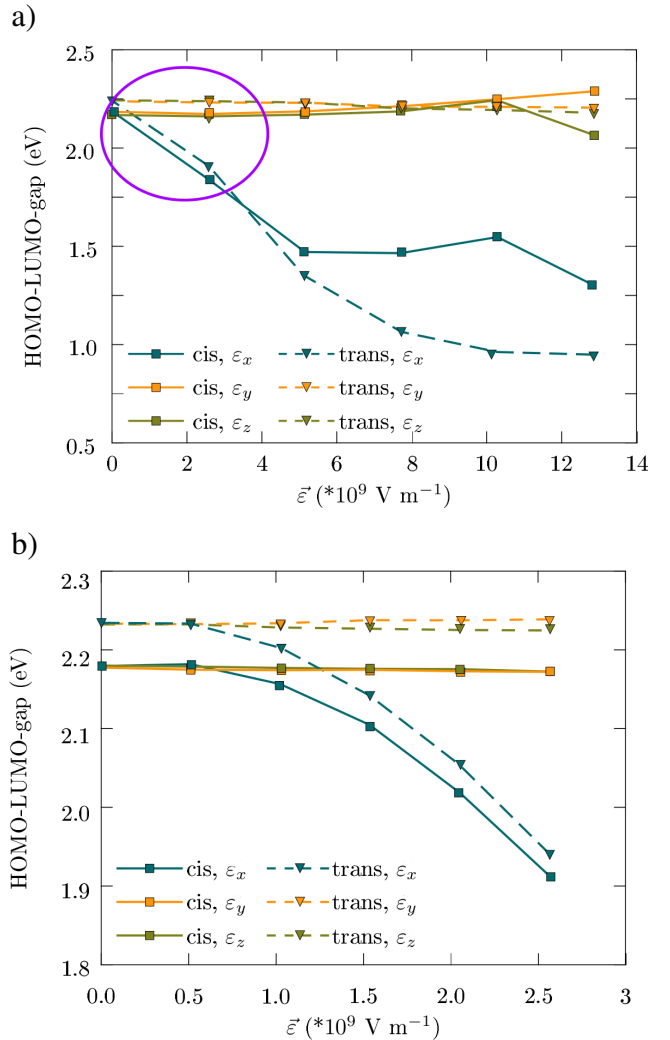 a)
2.5
2.0
1.5
1.0
0.5
HOMO-LUMO-gap (eV)
cis, εx trans, εx
cis, εy trans, εy
cis, εz trans, εz
0 2 4 6 8 10 12 14
ε⃗ (*10⁹ V m⁻¹)
b)
2.3
2.2
2.1
2.0
1.9
1.8
HOMO-LUMO-gap (eV)
cis, εx trans, εx
cis, εy trans, εy
cis, εz trans, εz
0.0 0.5 1.0 1.5 2.0 2.5 3
ε⃗ (*10⁹ V m⁻¹)